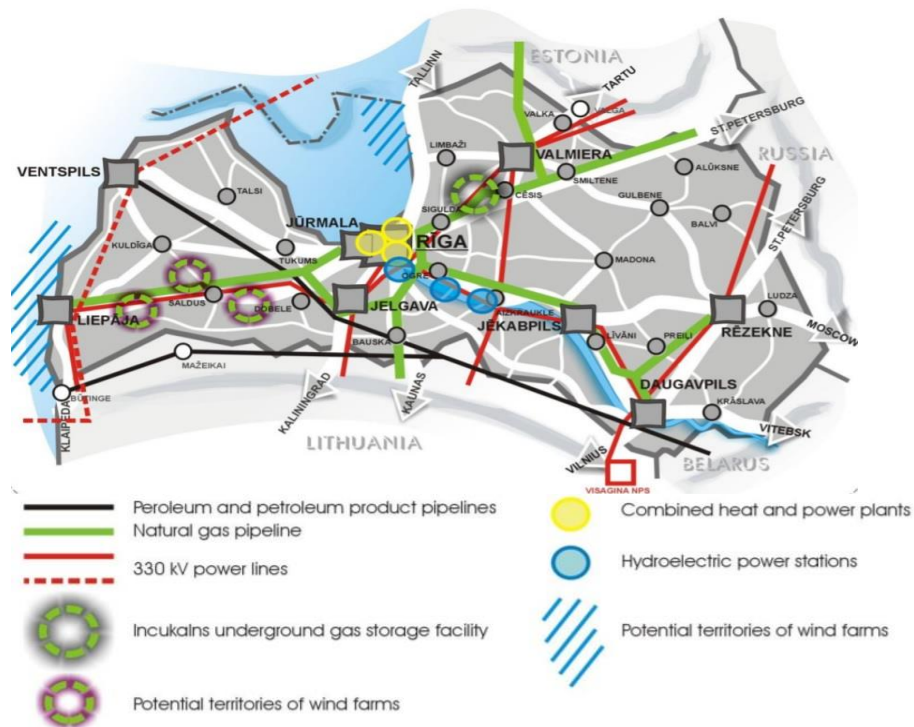 ESTONIA
TALLINN
TARTU
VALKA
VALGA
ST.PETERSBURG
LIMBAŽI
VALMIERA
RUSSIA
VENTSPILS
SMILTENE
ALŪKSNE
TALSI
CĒSIS
GULBENE
SIGULDA
BALVI
ST.PETERSBURG
JŪRMALA
RĪGA
KULDĪGA
TUKUMS
OGRE
MADONA
SALDUS
DOBELE
JELGAVA
AIZKRAUKLE
LUDZA
LIEPĀJA
JĒKABPILS
RĒZEKNE
MOSCOW
BAUSKA
LĪVĀNI
PREIĻI
MAŽEIKAI
DAUGAVPILS
BŪTINGE
KLAIPĒDA
KALININGRAD
KAUNAS
KRĀSLAVA
VITEBSK
LITHUANIA
VILNIUS
BELARUS
VISAGINA NPS
Peroleum and petroleum product pipelines
Natural gas pipeline
330 kV power lines
Incukalns underground gas storage facility
Potential territories of wind farms
Combined heat and power plants
Hydroelectric power stations
Potential territories of wind farms